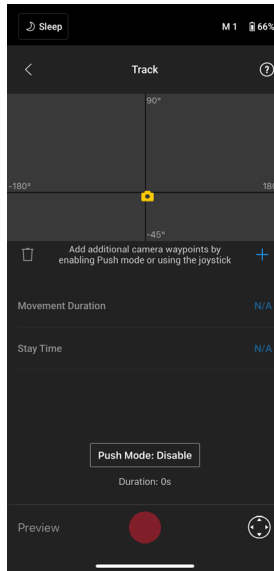 Sleep M 1 66%
Track ?
90°
-180° 180
-45°
Add additional camera waypoints by
enabling Push mode or using the joystick
Movement Duration N/A
Stay Time N/A
Push Mode: Disable
Duration: 0s
Preview